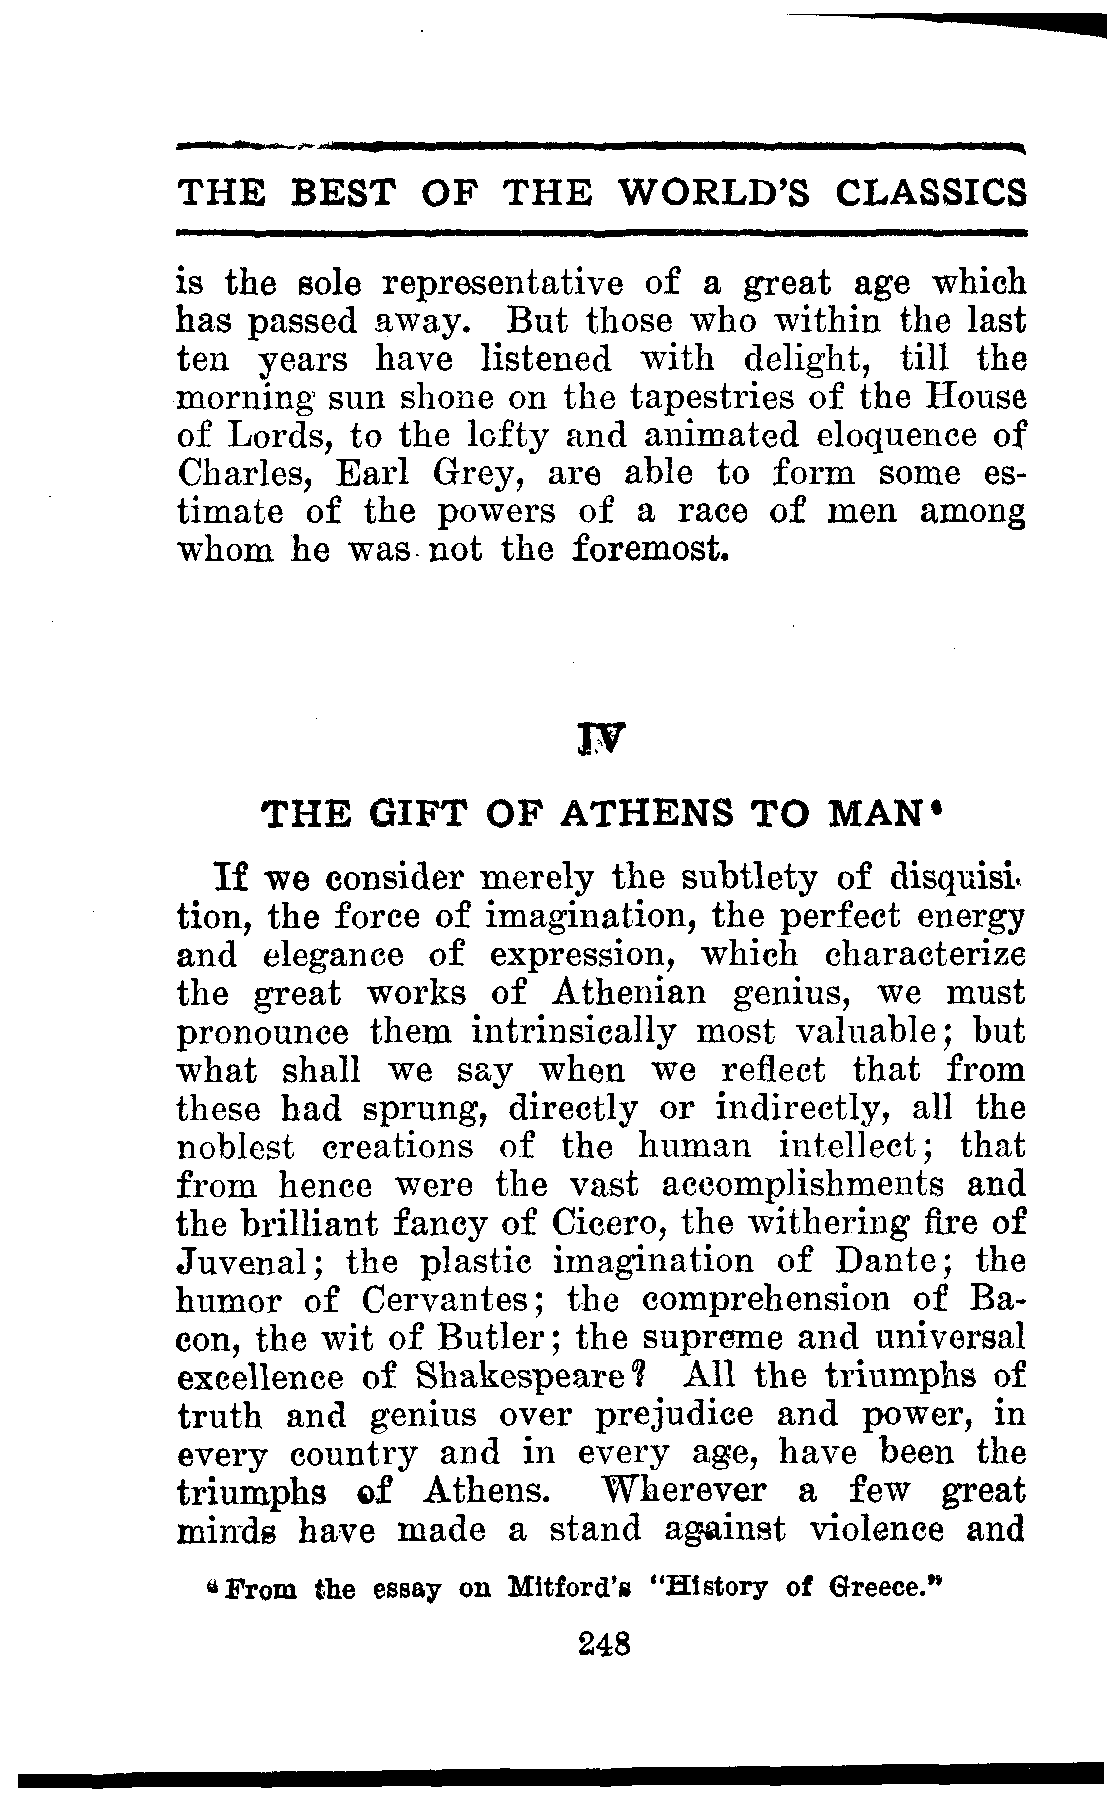 THE BEST OF THE WORLD'S CLASSICS
is the sole representative of a great age which
has passed away. But those who within the last
ten years have listened with delight, till the
morning sun shone on the tapestries of the House
of Lords, to the lofty and animated eloquence of
Charles, Earl Grey, are able to form some es-
timate of the powers of a race of men among
whom he was not the foremost.
IV
THE GIFT OF ATHENS TO MAN
If we consider merely the subtlety of disquisi-
tion, the force of imagination, the perfect energy
and elegance of expression, which characterize
the great works of Athenian genius, we must
pronounce them intrinsically most valuable; but
what shall we say when we reflect that from
these had sprung, directly or indirectly, all the
noblest creations of the human intellect; that
from hence were the vast accomplishments and
the brilliant fancy of Cicero, the withering fire of
Juvenal; the plastic imagination of Dante; the
humor of Cervantes; the comprehension of Ba-
con, the wit of Butler; the supreme and universal
excellence of Shakespeare? All the triumphs of
truth and genius over prejudice and power, in
every country and in every age, have been the
triumphs of Athens. Wherever a few great
minds have made a stand against violence and
From the essay on Mitford's "History of Greece."
248